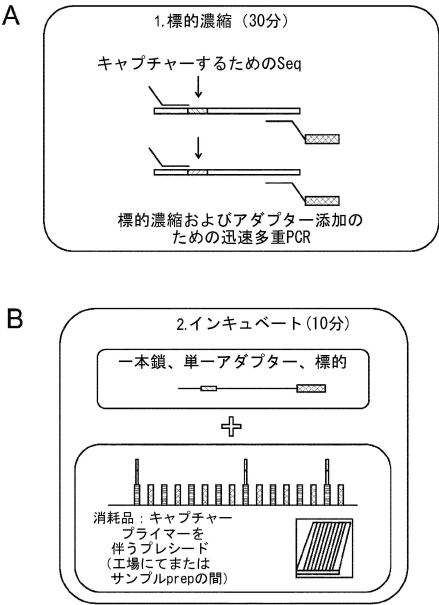 A
1.標的濃縮(30分)
キャプチャーするためのSeq
標的濃縮およびアダプター添加の
ための迅速多重PCR
B
2.インキュベート(10分)
一本鎖、単一アダプター、標的
+
消耗品:キャプチャー
プライマーを
伴うプレシード
(工場にてまたは
サンプルprepの間)